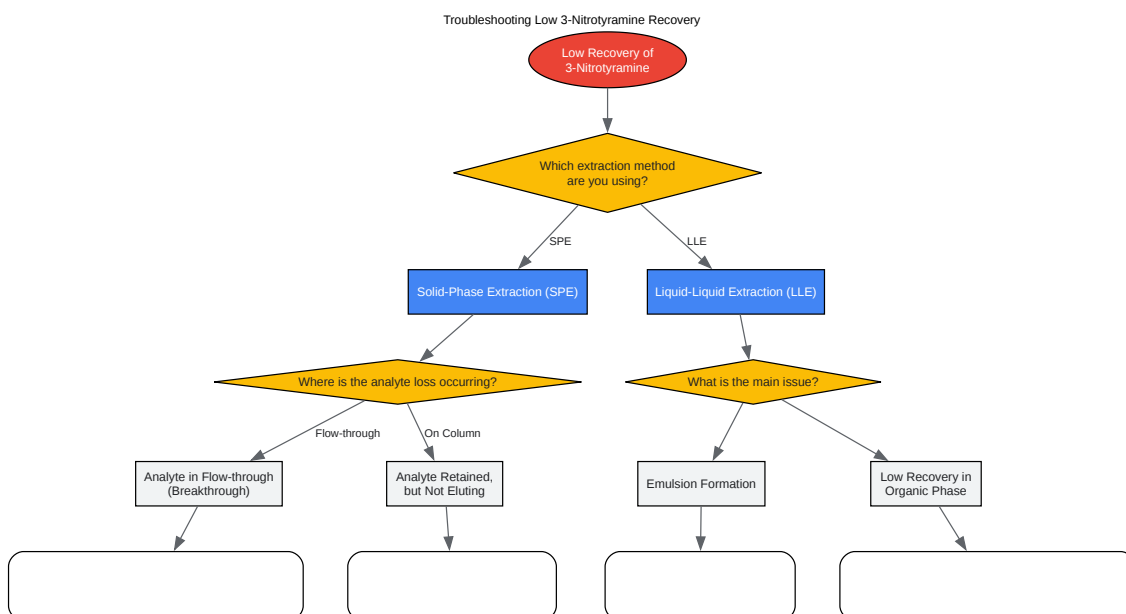 Troubleshooting Low 3-Nitrotyramine Recovery
Low Recovery of
3-Nitrotyramine
Which extraction method
are you using?
SPE
LLE
Solid-Phase Extraction (SPE)
Liquid-Liquid Extraction (LLE)
Where is the analyte loss occurring?
What is the main issue?
Flow-through
On Column
Analyte in Flow-through
(Breakthrough)
Analyte Retained,
but Not Eluting
Emulsion Formation
Low Recovery in
Organic Phase